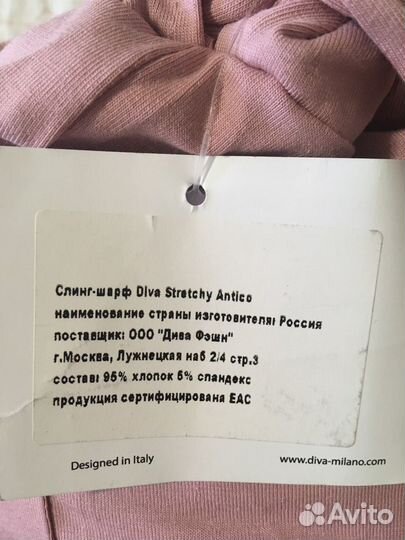 Слинг-шарф Diva Stretchy Antico
наименование страны изготовителя: Россия
поставщик: ООО "Дива Фэшн"
г.Москва, Лужнецкая наб 2/4 стр.3
состав: 95% хлопок 5% спандекс
продукция сертифицирована ЕАС
Designed in Italy
www.diva-milano.com
Avito